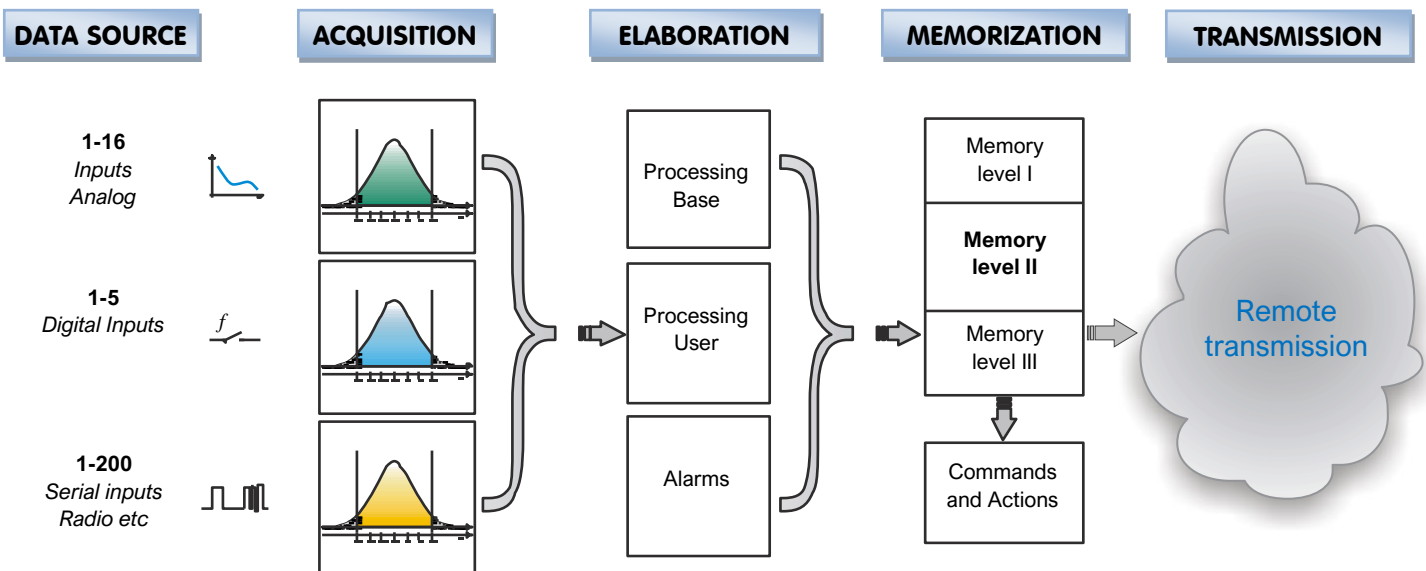 DATA SOURCE
ACQUISITION
ELABORATION
MEMORIZATION
TRANSMISSION
1-16
Inputs
Analog
1-5
Digital Inputs
f
1-200
Serial inputs
Radio etc
Processing
Base
Processing
User
Alarms
Memory
level I
Memory
level II
Memory
level III
Commands
and Actions
Remote
transmission